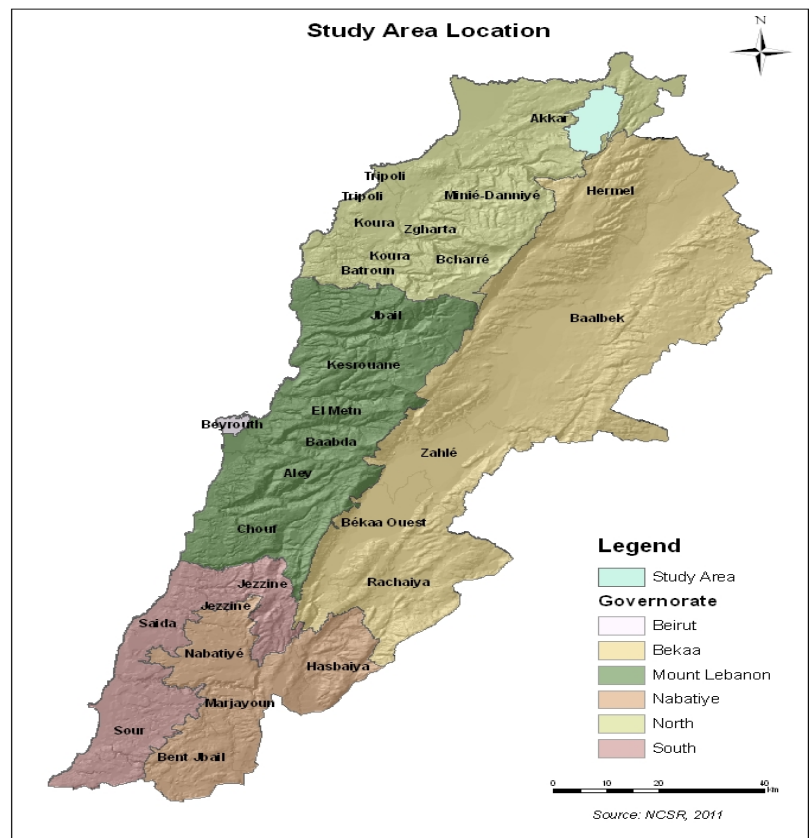 Study Area Location
N
Akkar
Tripoli
Hermel
Tripoli
Minié-Danniyé
Koura
Zgharta
Koura
Bcharré
Batroun
Jbail
Baalbek
Kesrouane
El Metn
Beyrouth
Baabda
Zahlé
Aley
Chouf
Békaa Ouest
Jezzine
Rachaiya
Jezzine
Saida
Nabatiyé
Hasbaiya
Marjayoun
Sour
Bent Jbail
Legend
Study Area
Governorate
Beirut
Bekaa
Mount Lebanon
Nabatiye
North
South
0 10 20 40
Km
Source: NCSR, 2011